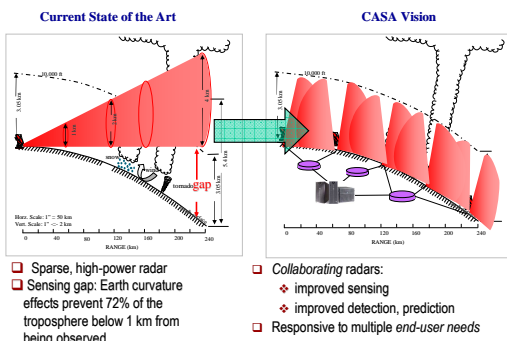 Current State of the Art
CASA Vision
10,000 ft
3.05 km
1 km
2 km
4 km
5.4 km
3.05 km
snow
wind
tornado
gap
Horz. Scale: 1" = 50 km
Vert. Scale: 1" <- 2 km
0 40 80 120 160 200 240
RANGE (km)
10,000 ft
3.05 km
0 40 80 120 160 200 240
RANGE (km)
Sparse, high-power radar
Sensing gap: Earth curvature
effects prevent 72% of the
troposphere below 1 km from
being observed
Collaborating radars:
improved sensing
improved detection, prediction
Responsive to multiple end-user needs